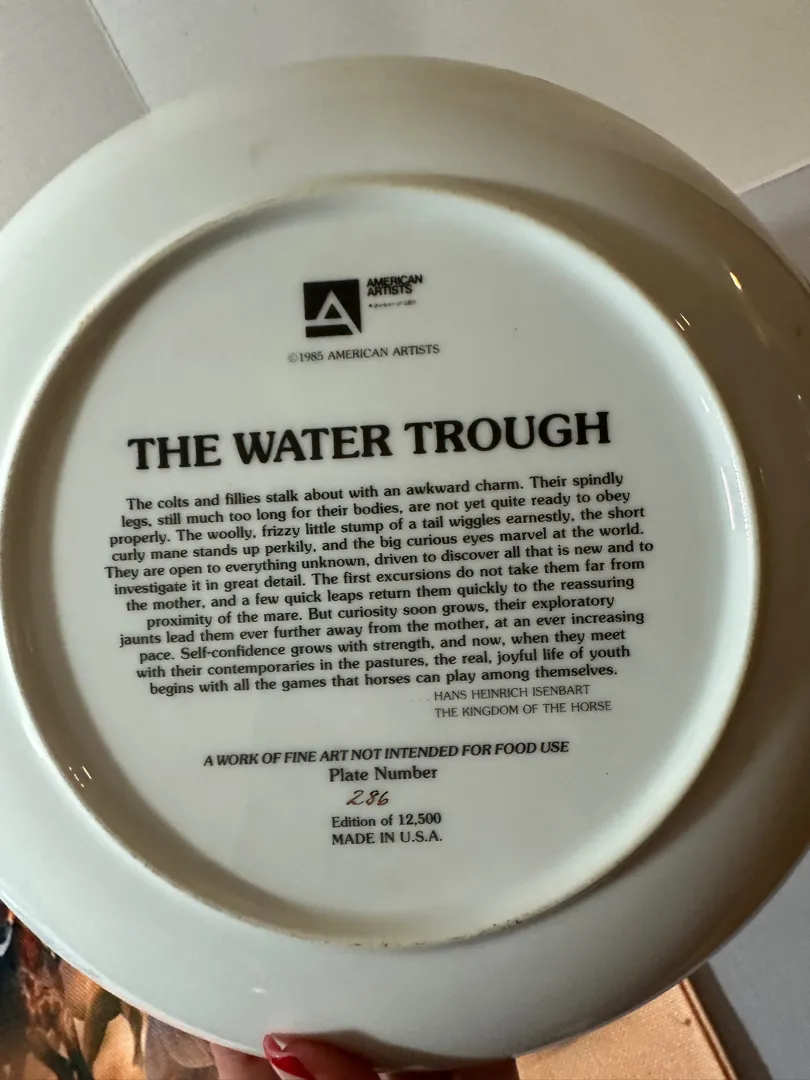 AMERICAN
ARTISTS
©1985 AMERICAN ARTISTS
THE WATER TROUGH
The colts and fillies stalk about with an awkward charm. Their spindly
legs, still much too long for their bodies, are not yet quite ready to obey
properly. The woolly, frizzy little stump of a tail wiggles earnestly, the short
curly mane stands up perkily, and the big curious eyes marvel at the world.
They are open to everything unknown, driven to discover all that is new and to
investigate it in great detail. The first excursions do not take them far from
the mother, and a few quick leaps return them quickly to the reassuring
proximity of the mare. But curiosity soon grows, their exploratory
jaunts lead them ever further away from the mother, at an ever increasing
pace. Self-confidence grows with strength, and now, when they meet
with their contemporaries in the pastures, the real, joyful life of youth
begins with all the games that horses can play among themselves.
. . . HANS HEINRICH ISENBART
THE KINGDOM OF THE HORSE
A WORK OF FINE ART NOT INTENDED FOR FOOD USE
Plate Number
286
Edition of 12,500
MADE IN U.S.A.